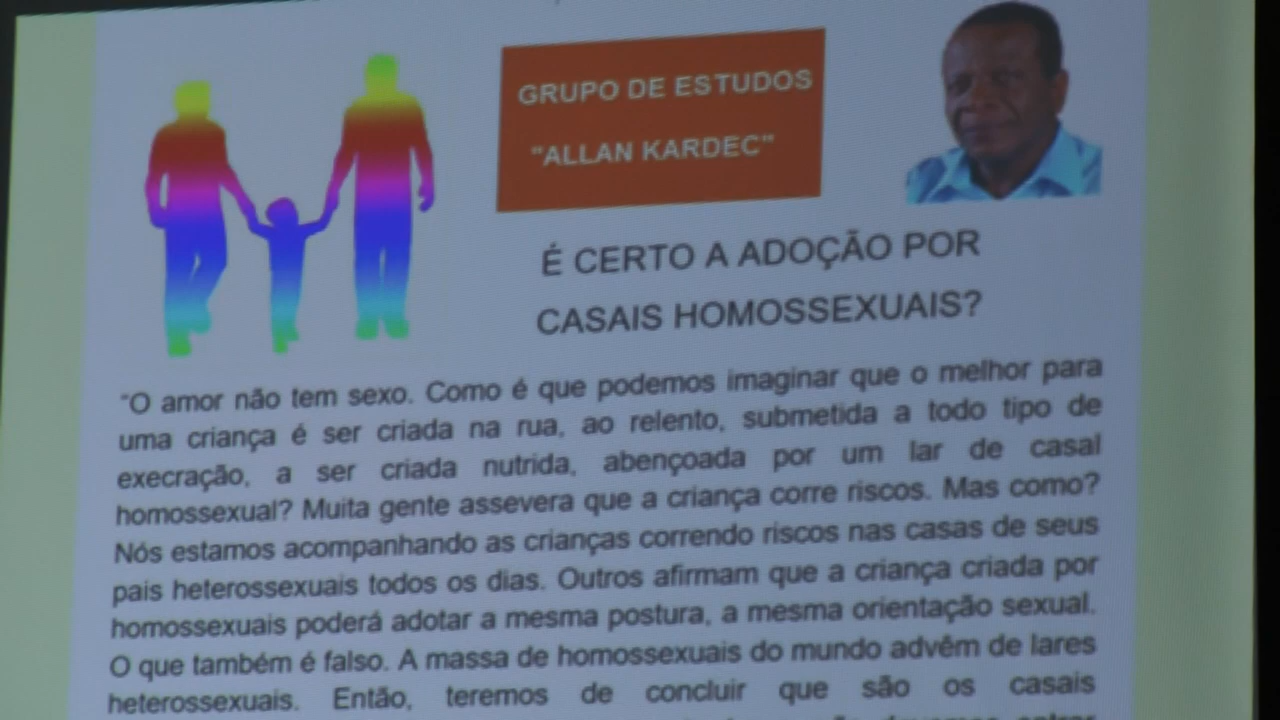 GRUPO DE ESTUDOS
"ALLAN KARDEC"
É CERTO A ADOÇÃO POR
CASAIS HOMOSSEXUAIS?
"O amor não tem sexo. Como é que podemos imaginar que o melhor para
uma criança é ser criada na rua, ao relento, submetida a todo tipo de
execração, a ser criada nutrida, abençoada por um lar de casal
homossexual? Muita gente assevera que a criança corre riscos. Mas como?
Nós estamos acompanhando as crianças correndo riscos nas casas de seus
pais heterossexuais todos os dias. Outros afirmam que a criança criada por
homossexuais poderá adotar a mesma postura, a mesma orientação sexual.
O que também é falso. A massa de homossexuais do mundo advêm de lares
heterossexuais. Então, teremos de concluir que são os casais